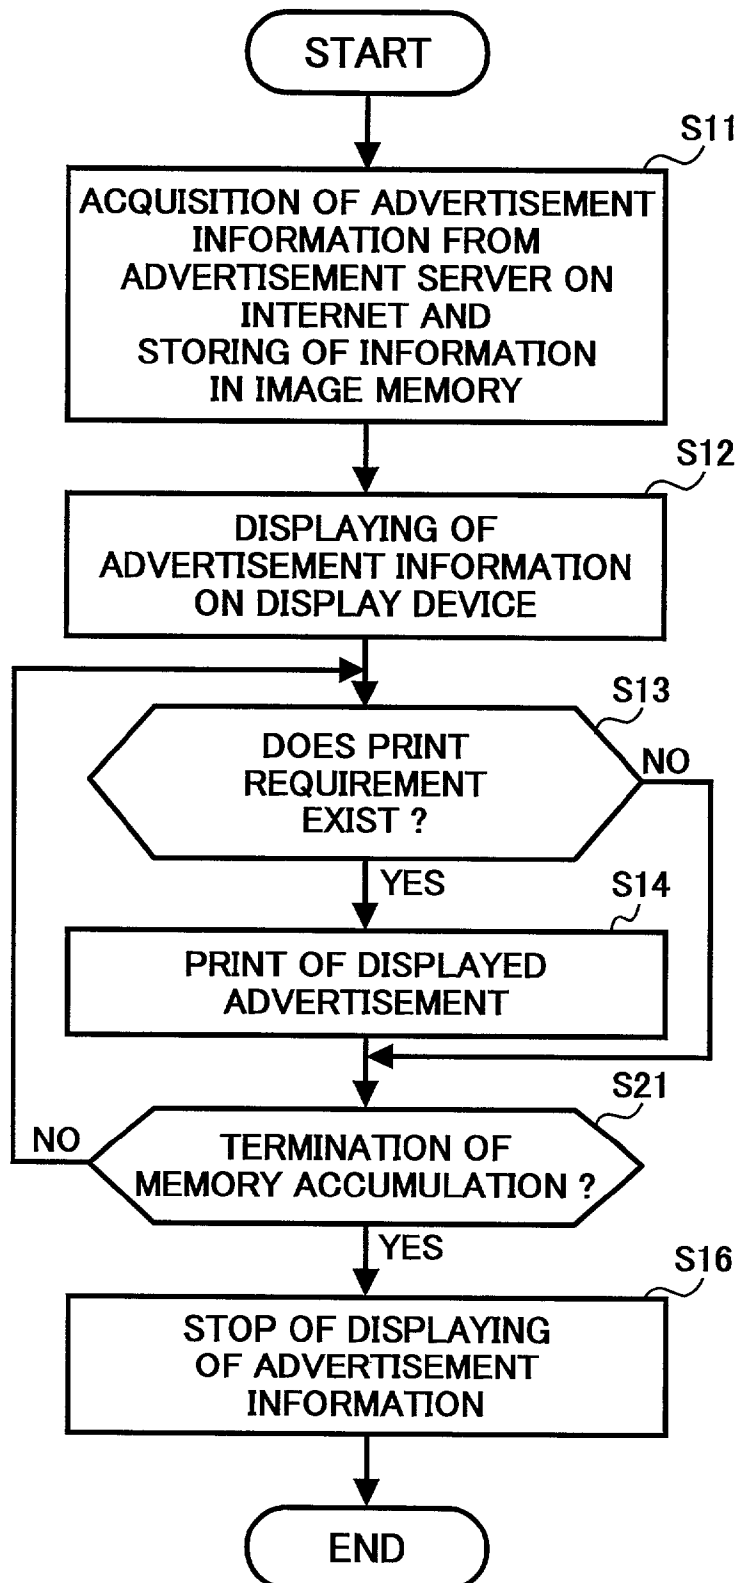 START
S11
ACQUISITION OF ADVERTISEMENT
INFORMATION FROM
ADVERTISEMENT SERVER ON
INTERNET AND
STORING OF INFORMATION
IN IMAGE MEMORY
S12
DISPLAYING OF
ADVERTISEMENT INFORMATION
ON DISPLAY DEVICE
S13
DOES PRINT
REQUIREMENT
EXIST ?
NO
YES
S14
PRINT OF DISPLAYED
ADVERTISEMENT
S21
NO
TERMINATION OF
MEMORY ACCUMULATION ?
YES
S16
STOP OF DISPLAYING
OF ADVERTISEMENT
INFORMATION
END